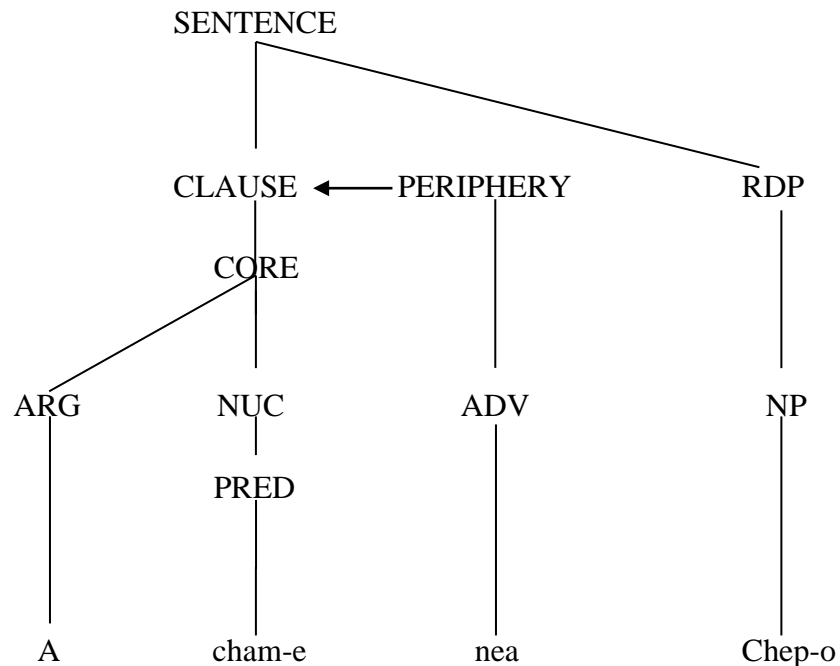 SENTENCE
CLAUSE PERIPHERY RDP
CORE
ARG NUC ADV NP
PRED
A cham-e nea Chep-o